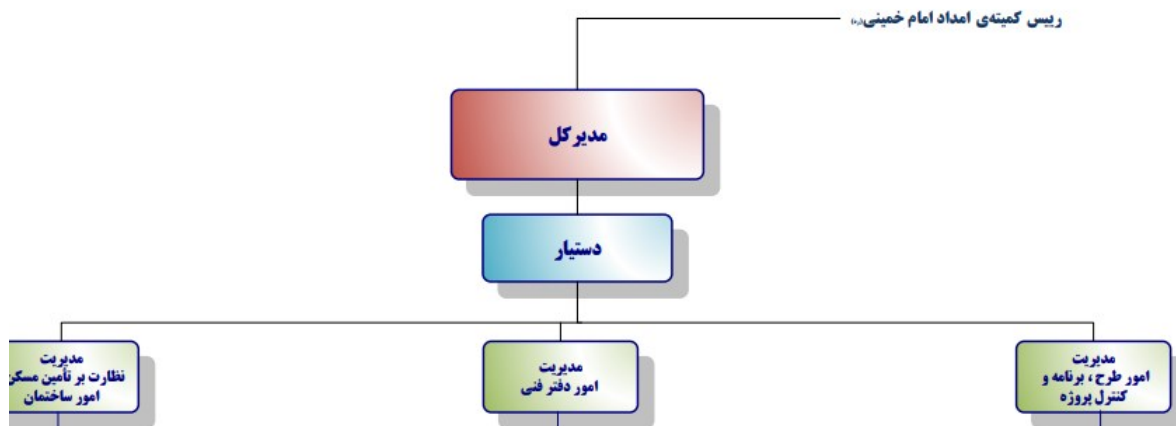 رییس کمیته‌ی امداد امام خمینی(ره)
مدیرکل
دستیار
مدیریت
امور طرح ، برنامه و
کنترل پروژه
مدیریت
امور دفتر فنی
مدیریت
نظارت بر تأمین مسکن
امور ساختمان